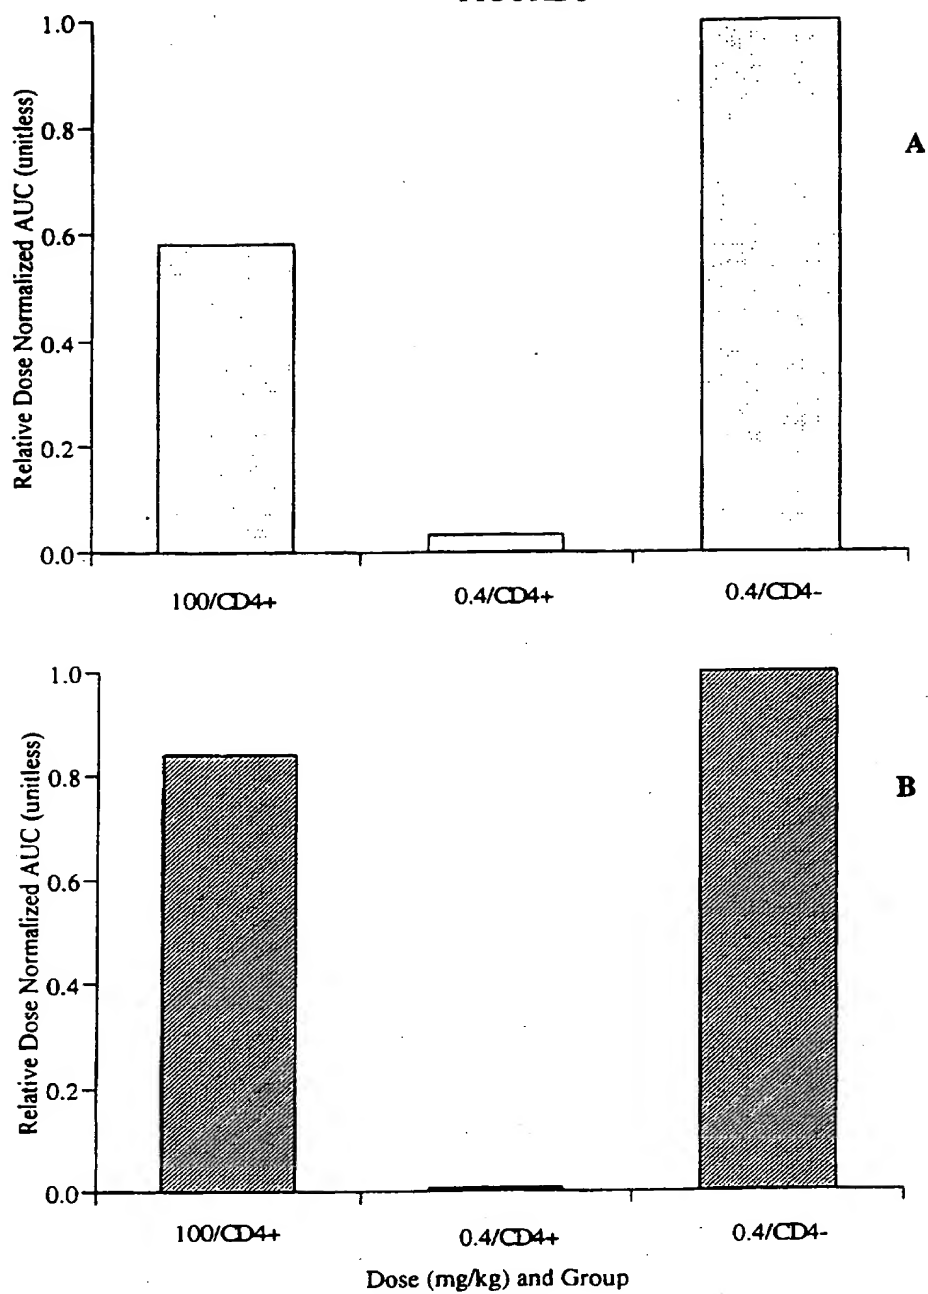 1.0
0.8
0.6
0.4
0.2
0.0
Relative Dose Normalized AUC (unitless)
A
100/CD4+
0.4/CD4+
0.4/CD4-
1.0
0.8
0.6
0.4
0.2
0.0
Relative Dose Normalized AUC (unitless)
B
100/CD4+
0.4/CD4+
0.4/CD4-
Dose (mg/kg) and Group